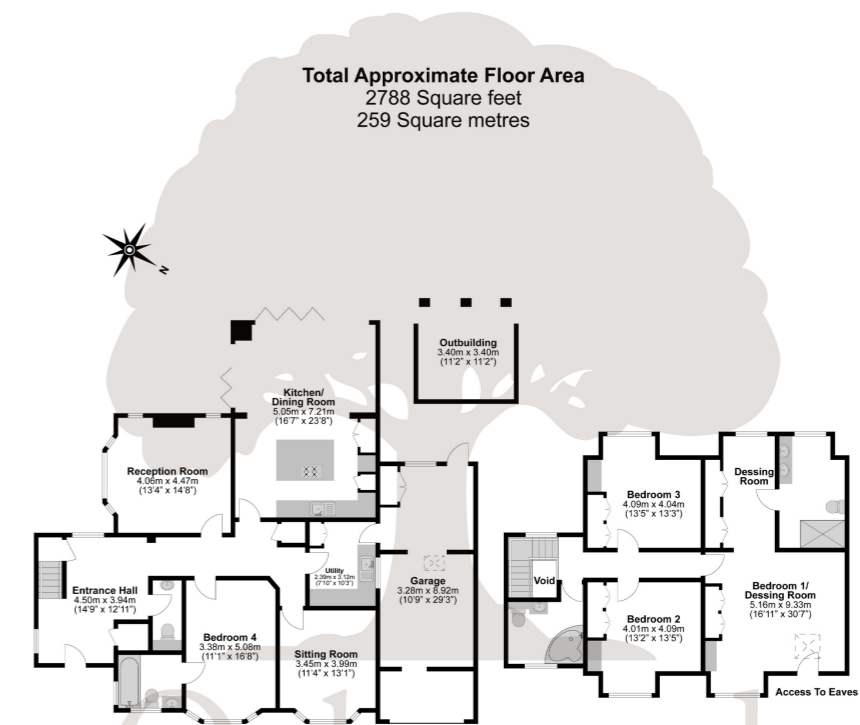 Total Approximate Floor Area
2788 Square feet
259 Square metres
N
Outbuilding
3.40m x 3.40m
(11'2" x 11'2")
Kitchen/
Dining Room
5.05m x 7.21m
(16'7" x 23'8")
Reception Room
4.06m x 4.47m
(13'4" x 14'8")
Entrance Hall
4.50m x 3.94m
(14'9" x 12'11")
Bedroom 4
3.38m x 5.08m
(11'1" x 16'8")
Utility
2.39m x 3.12m
(7'10" x 10'3")
Sitting Room
3.45m x 3.99m
(11'4" x 13'1")
Garage
3.28m x 8.92m
(10'9" x 29'3")
Bedroom 3
4.09m x 4.04m
(13'5" x 13'3")
Dessing
Room
Void
Bedroom 2
4.01m x 4.09m
(13'2" x 13'5")
Bedroom 1/
Dessing Room
5.16m x 9.33m
(16'11" x 30'7")
Access To Eaves